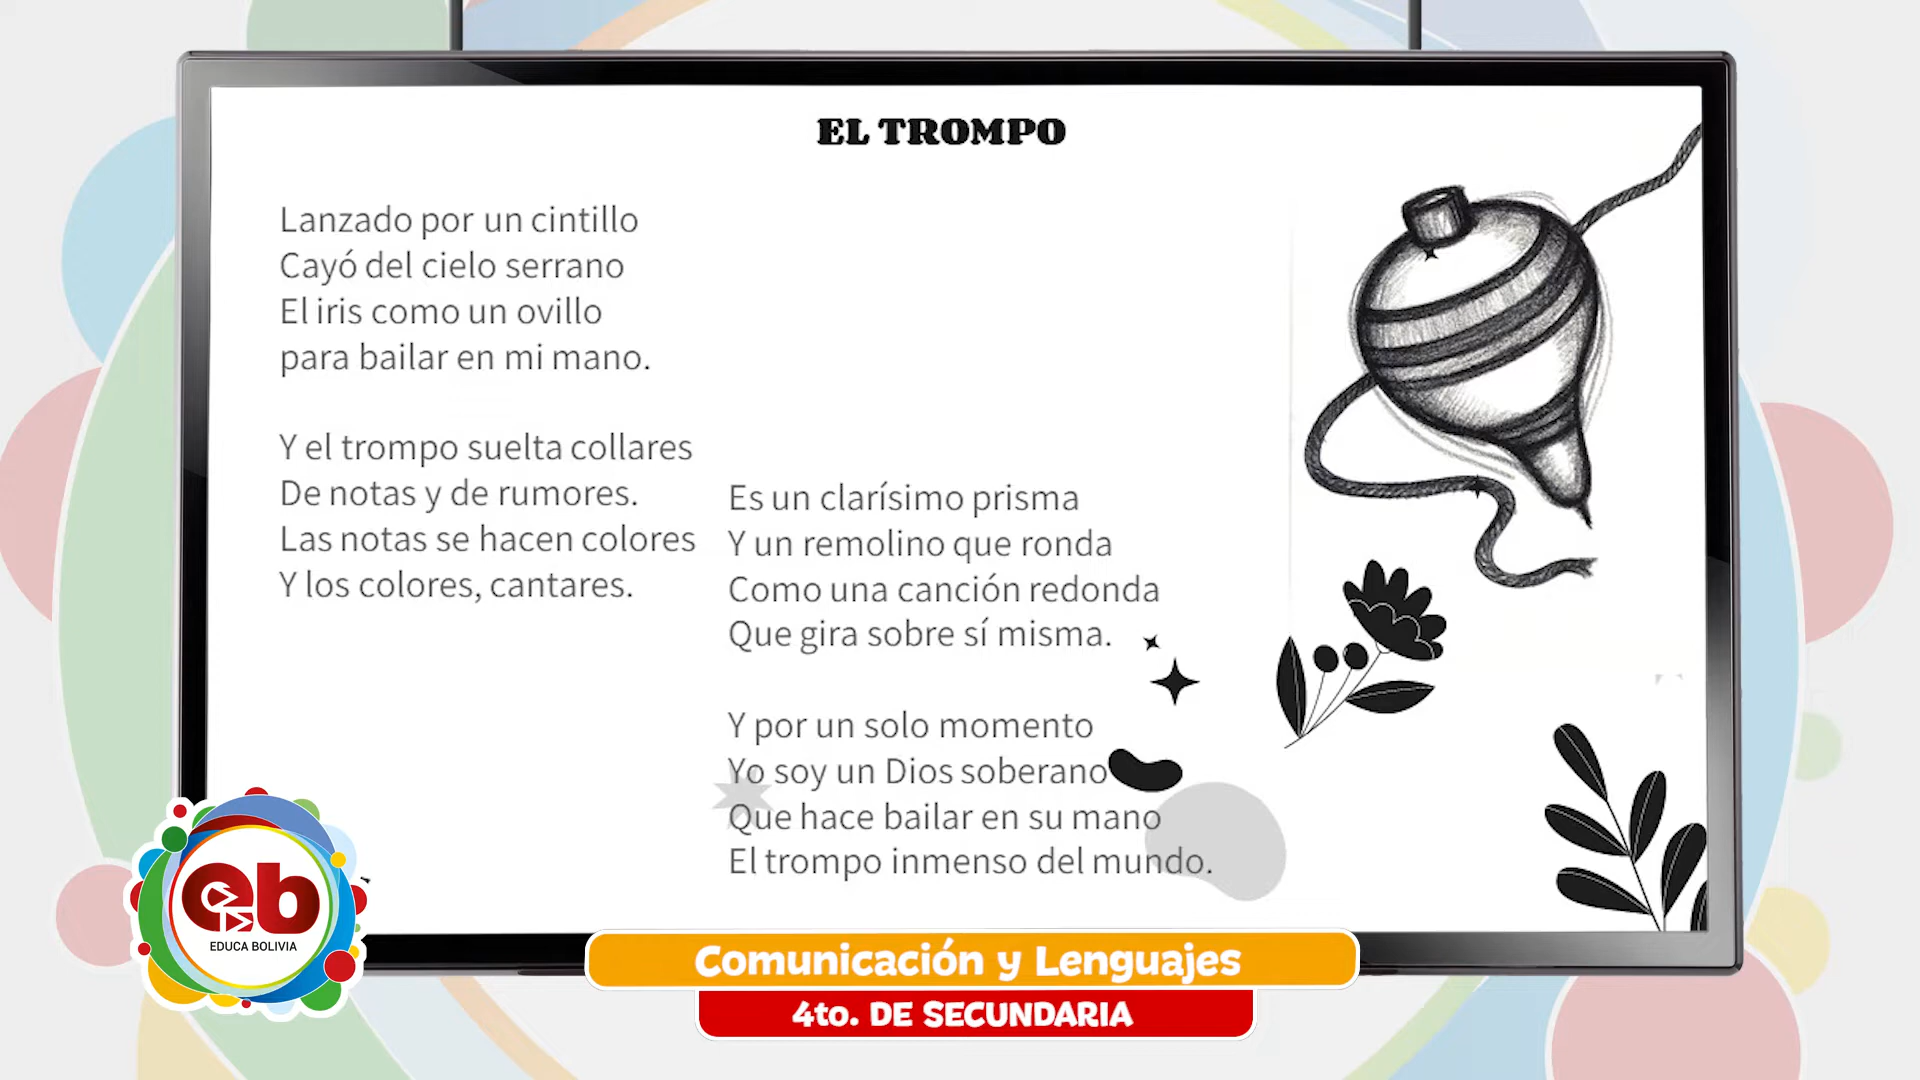 EL TROMPO
Lanzado por un cintillo
Cayó del cielo serrano
El iris como un ovillo
para bailar en mi mano.
Y el trompo suelta collares
De notas y de rumores.
Las notas se hacen colores
Y los colores, cantares.
Es un clarísimo prisma
Y un remolino que ronda
Como una canción redonda
Que gira sobre sí misma.
Y por un solo momento
Yo soy un Dios soberano
Que hace bailar en su mano
El trompo inmenso del mundo.
eb
EDUCA BOLIVIA
Comunicación y Lenguajes
4to. DE SECUNDARIA